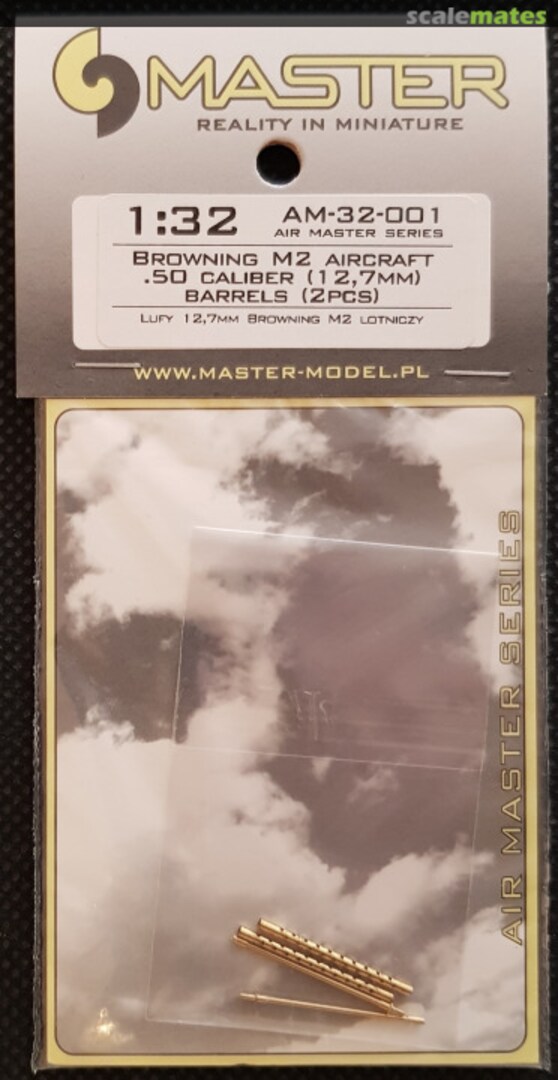 scalemates
MASTER
REALITY IN MINIATURE
1:32 AM-32-001
AIR MASTER SERIES
BROWNING M2 AIRCRAFT
.50 CALIBER (12,7MM)
BARRELS (2PCS)
LUFY 12,7MM BROWNING M2 LOTNICZY
WWW.MASTER-MODEL.PL
AIR MASTER SERIES